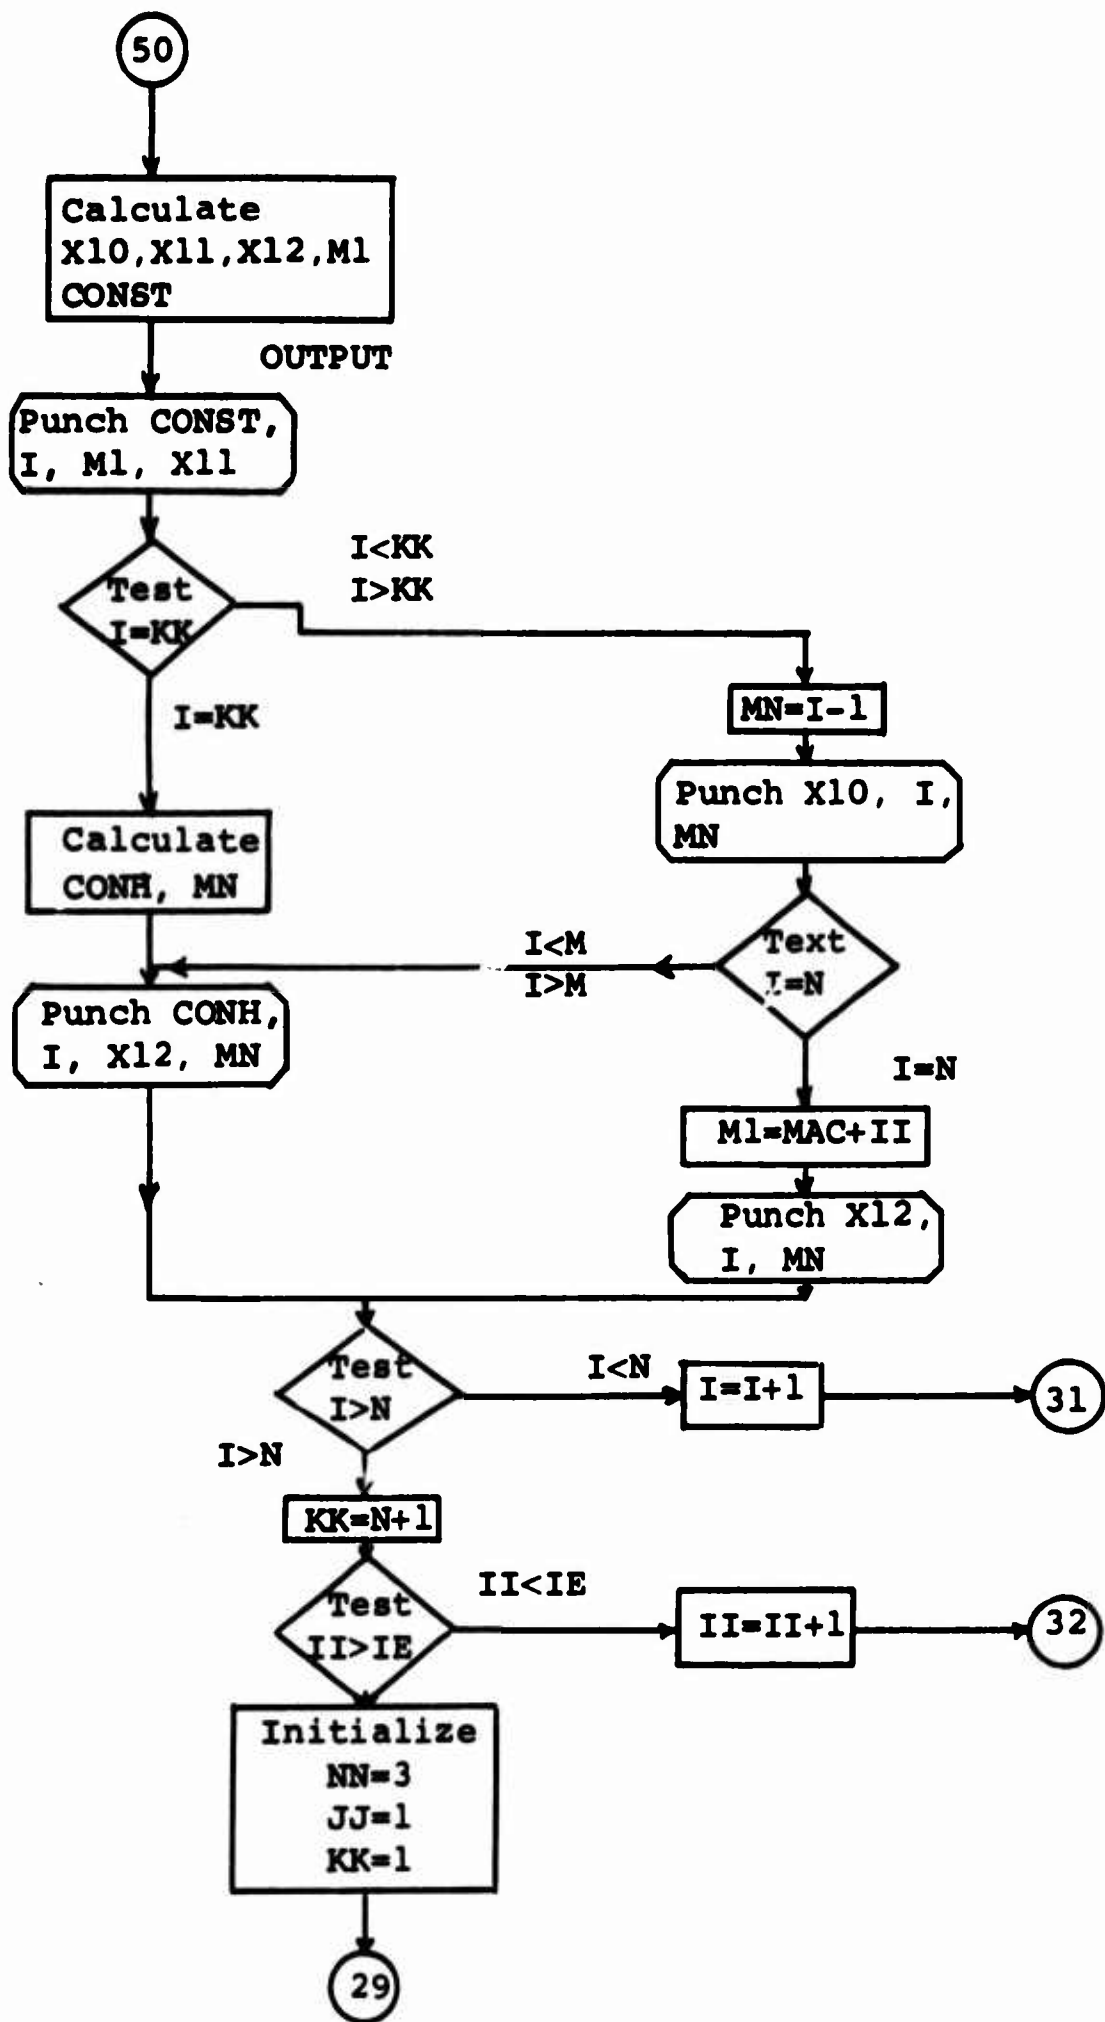 50
Calculate
X10,X11,X12,M1
CONST
OUTPUT
Punch CONST,
I, M1, X11
Test
I=KK
I<KK
I>KK
I=KK
MN=I-1
Punch X10, I,
MN
Calculate
CONH, MN
Text
I=N
I<M
I>M
Punch CONH,
I, X12, MN
I=N
M1=MAC+II
Punch X12,
I, MN
Test
I>N
I<N
I=I+1
31
I>N
KK=N+1
Test
II>IE
II<IE
II=II+1
32
Initialize
NN=3
JJ=1
KK=1
29